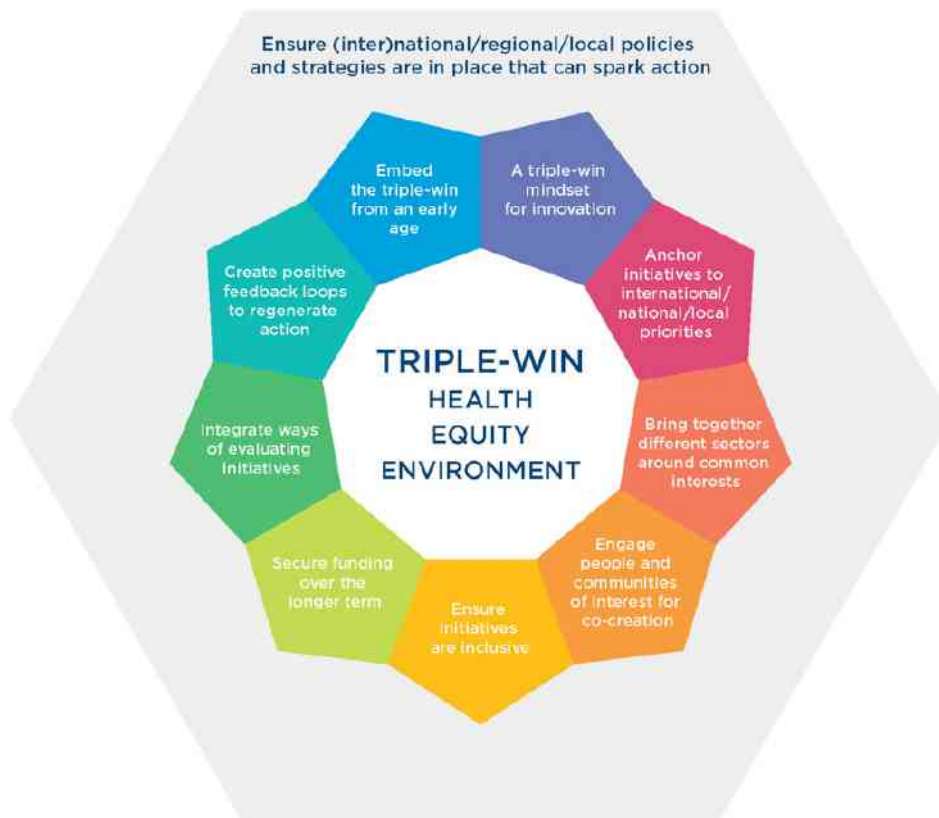 Ensure (inter)national/regional/local policies
and strategies are in place that can spark action
Embed
the triple-win
from an early
age
A triple-win
mindset
for innovation
Anchor
initiatives to
international/
national/local
priorities
Bring together
different sectors
around common
interests
Engage
people and
communities
of interest for
co-creation
Ensure
initiatives
are inclusive
Secure funding
over the
longer term
Integrate ways
of evaluating
initiatives
Create positive
feedback loops
to regenerate
action
TRIPLE-WIN
HEALTH
EQUITY
ENVIRONMENT